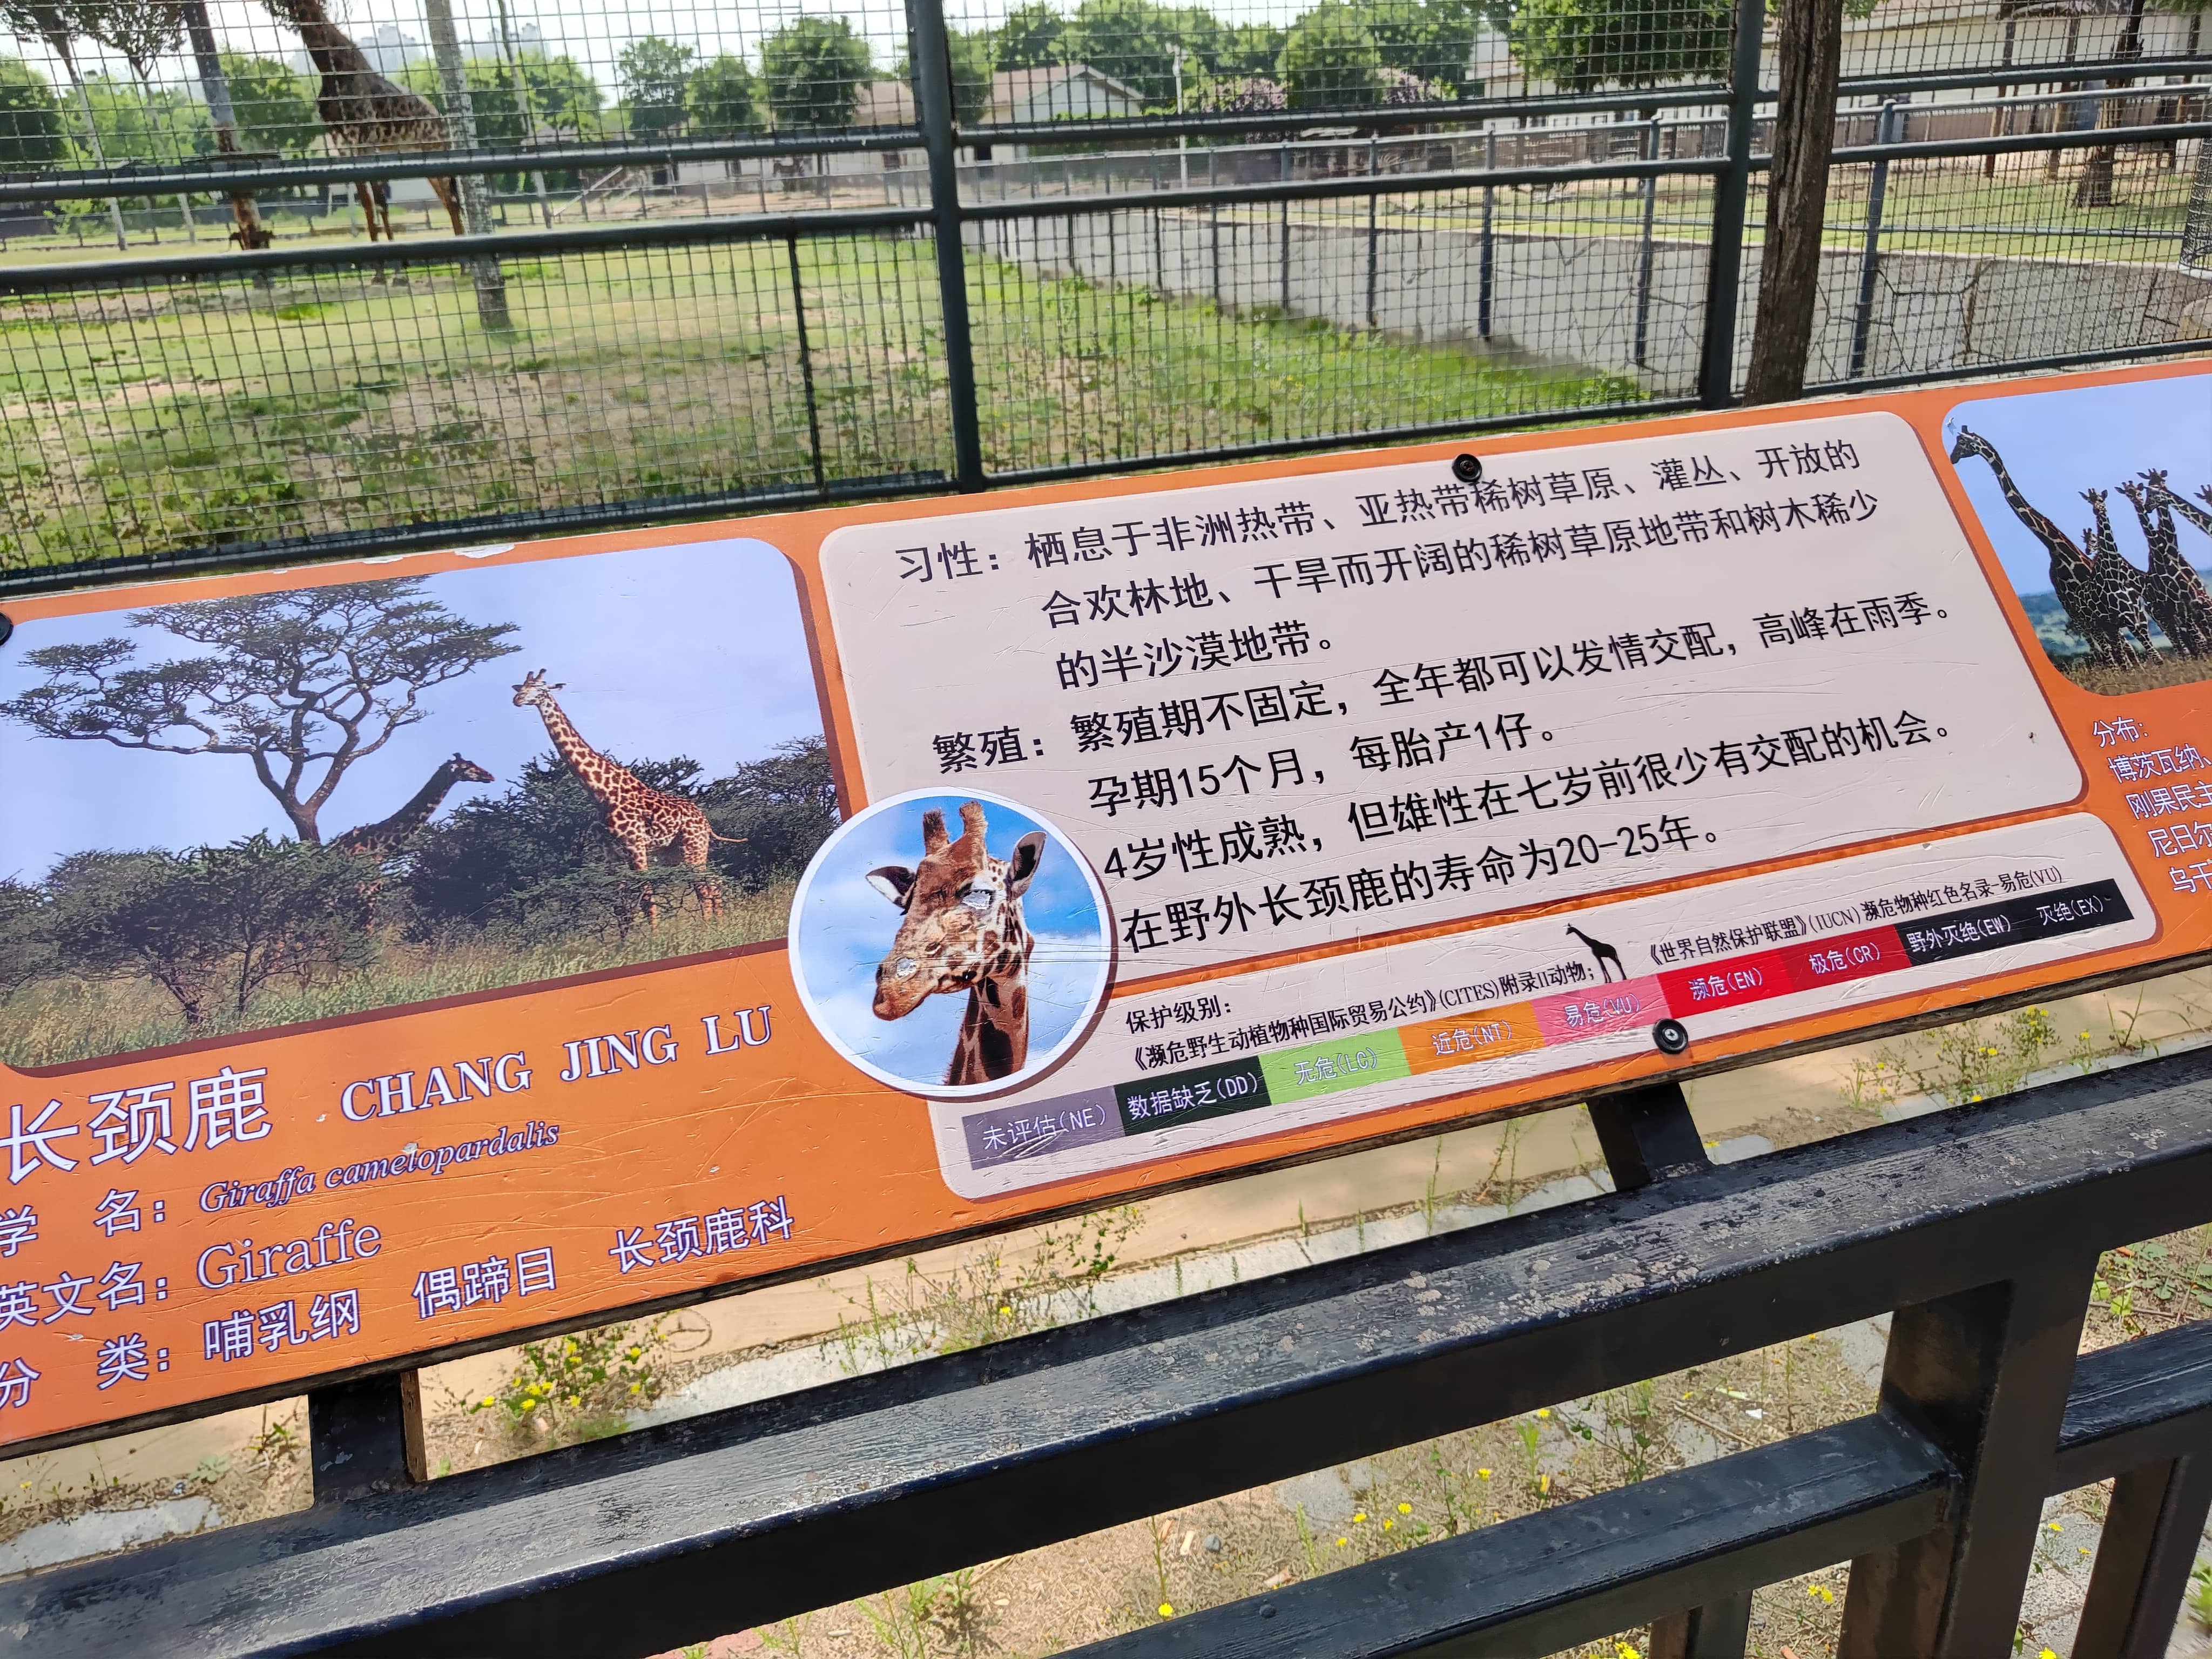 长颈鹿 CHANG JING LU
学 名：Giraffa camelopardalis
英文名：Giraffe
分 类：哺乳纲 偶蹄目 长颈鹿科
习性：栖息于非洲热带、亚热带稀树草原、灌丛、开放的
合欢林地、干旱而开阔的稀树草原地带和树木稀少
的半沙漠地带。
繁殖：繁殖期不固定，全年都可以发情交配，高峰在雨季。
孕期15个月，每胎产1仔。
4岁性成熟，但雄性在七岁前很少有交配的机会。
在野外长颈鹿的寿命为20-25年。
保护级别：
《濒危野生动植物种国际贸易公约》(CITES)附录II动物； 《世界自然保护联盟》(IUCN) 濒危物种红色名录-易危(VU)
未评估(NE) 数据缺乏(DD) 无危(LC) 近危(NT) 易危(VU) 濒危(EN) 极危(CR) 野外灭绝(EW) 灭绝(EX)
分布：
博茨瓦纳、
刚果民主
尼日尔
乌干